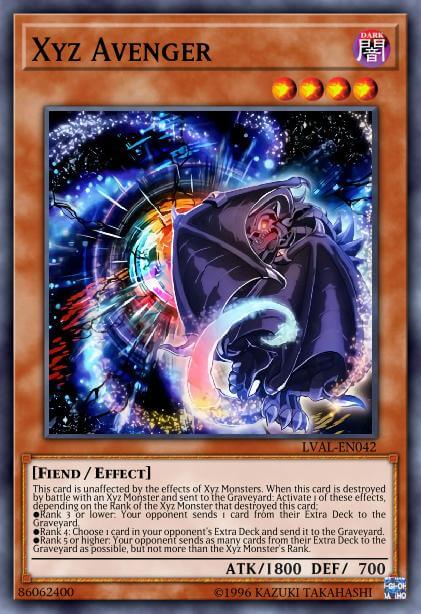 Xyz Avenger
DARK
闇
LVAL-EN042
[Fiend / Effect]
This card is unaffected by the effects of Xyz Monsters. When this card is destroyed
by battle with an Xyz Monster and sent to the Graveyard: Activate 1 of these effects,
depending on the Rank of the Xyz Monster that destroyed this card;
●Rank 3 or lower: Your opponent sends 1 card from their Extra Deck to the
Graveyard.
●Rank 4: Choose 1 card in your opponent's Extra Deck and send it to the Graveyard.
●Rank 5 or higher: Your opponent sends as many cards from their Extra Deck to the
Graveyard as possible, but not more than the Xyz Monster's Rank.
ATK/1800 DEF/ 700
86062400
©1996 KAZUKI TAKAHASHI